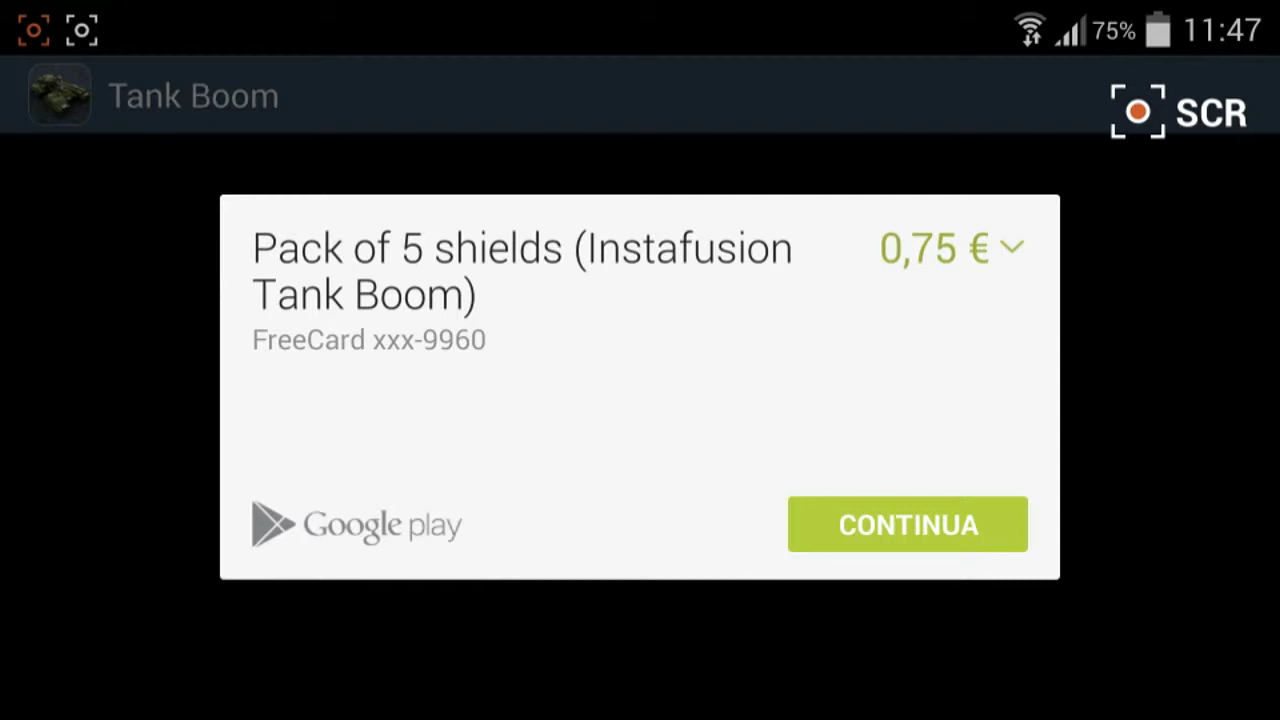 75% 11:47
Tank Boom
SCR
Pack of 5 shields (Instafusion
Tank Boom)
0,75 €
FreeCard xxx-9960
Google play
CONTINUA